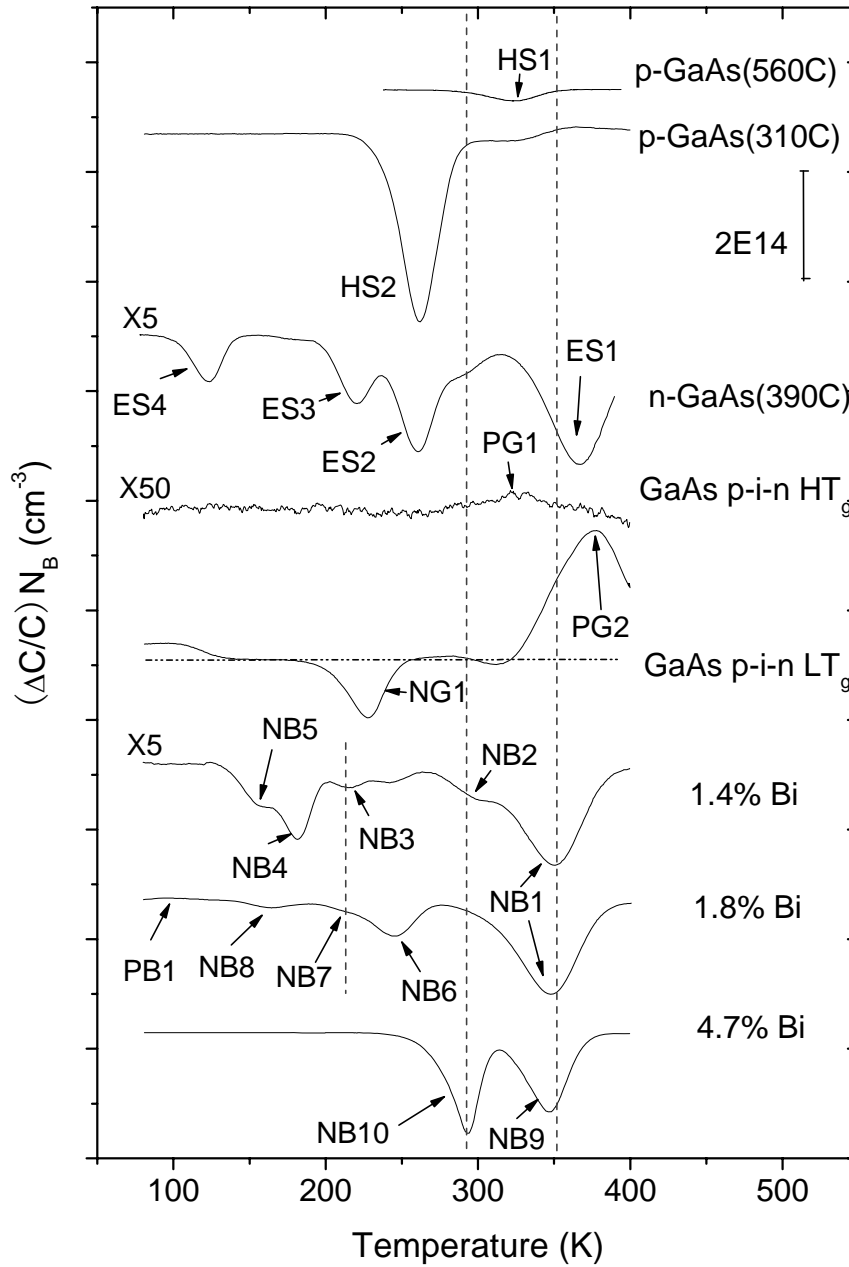 HS1
p-GaAs(560C)
p-GaAs(310C)
2E14
HS2
X5
ES1
ES4
ES3
n-GaAs(390C)
ES2
PG1
X50
GaAs p-i-n HTg
PG2
GaAs p-i-n LTg
NG1
NB5
X5
NB2
1.4% Bi
NB3
NB4
NB1
1.8% Bi
PB1
NB8
NB7
NB6
4.7% Bi
NB10
NB9
(ΔC/C) N_B (cm⁻³)
100 200 300 400 500
Temperature (K)